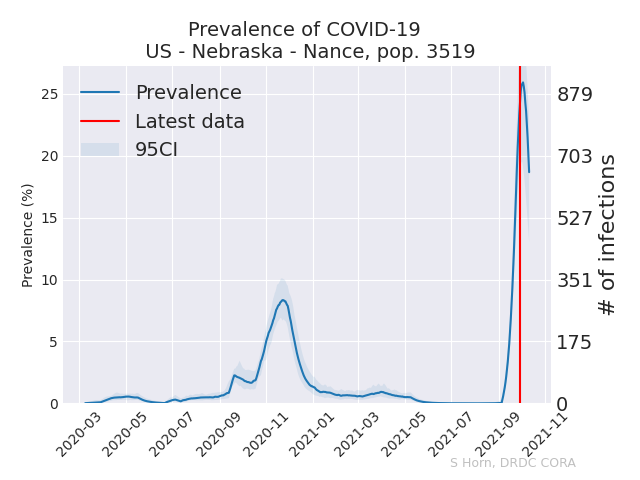 Prevalence of COVID-19
US - Nebraska - Nance, pop. 3519
Prevalence
Latest data
95CI
Prevalence (%)
25
20
15
10
5
0
879
703
527
351
175
0
# of infections
2020-03
2020-05
2020-07
2020-09
2020-11
2021-01
2021-03
2021-05
2021-07
2021-09
2021-11
S Horn, DRDC CORA